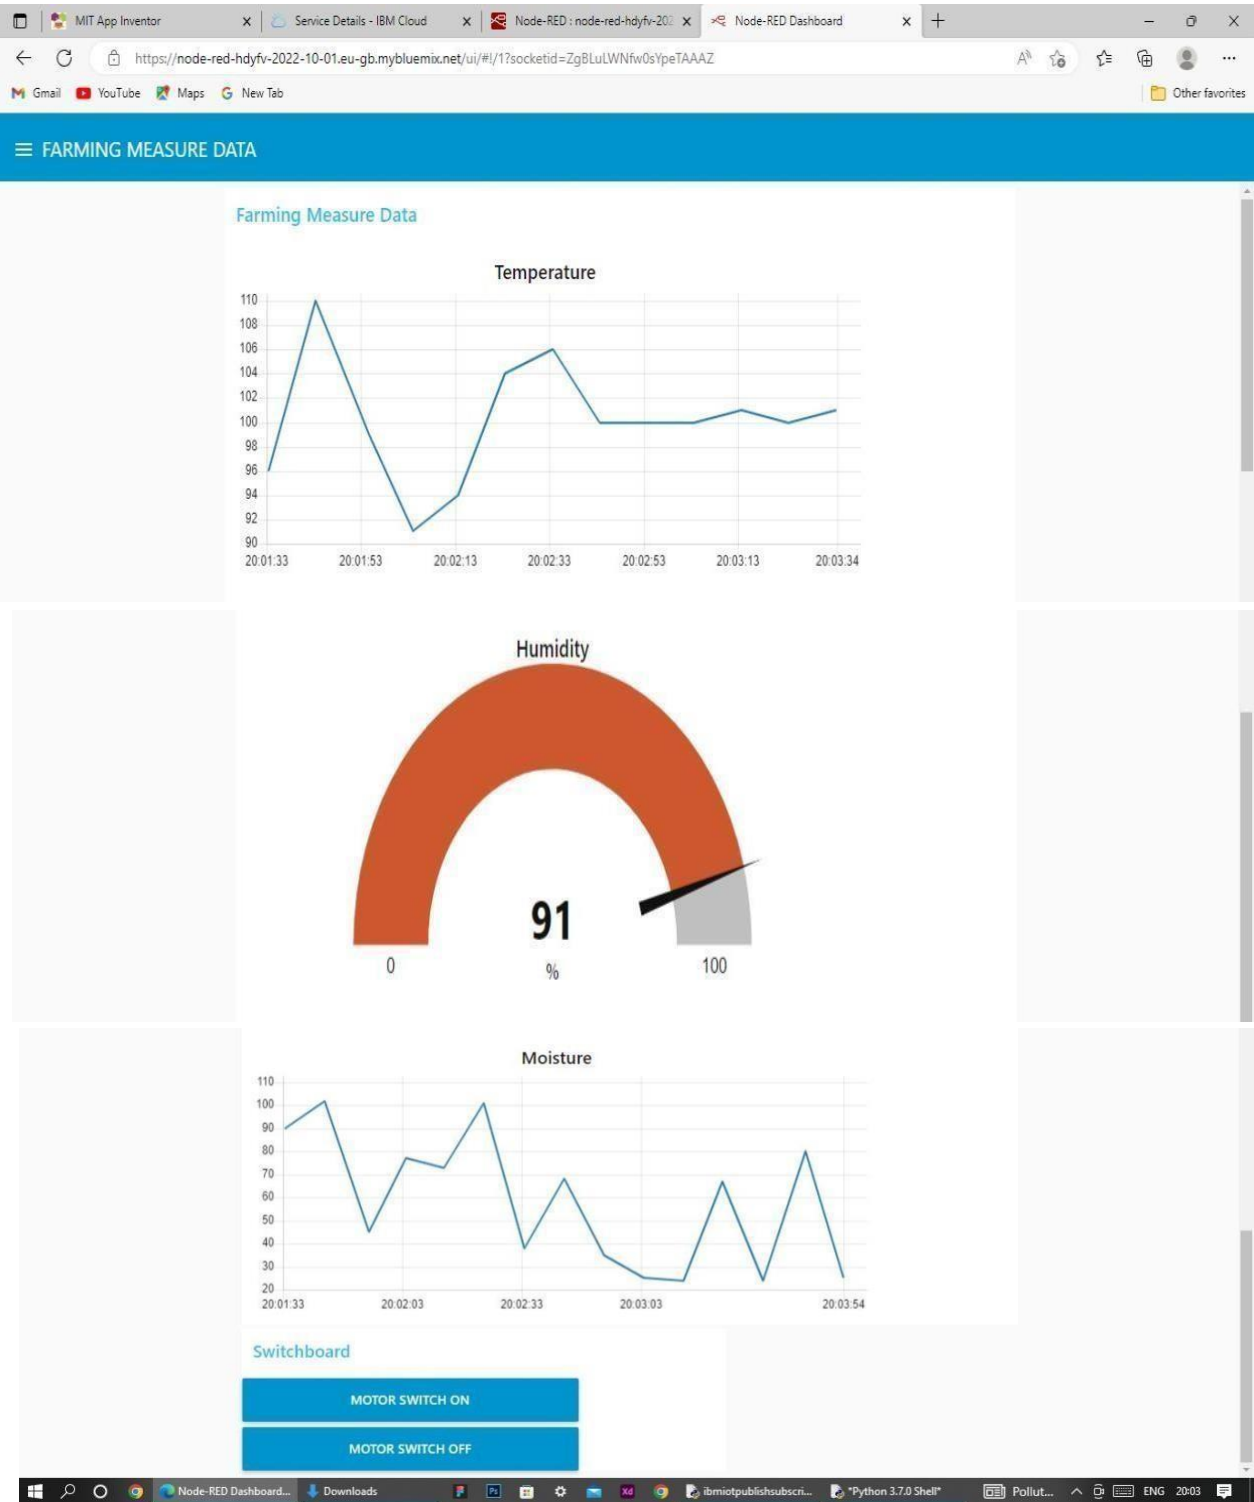 MIT App Inventor
Service Details - IBM Cloud
Node-RED : node-red-hdyfv-202
Node-RED Dashboard
https://node-red-hdyfv-2022-10-01.eu-gb.mybluemix.net/ui/#!/1?socketid=ZgBLuLWNfw0sYpeTAAAZ
Gmail YouTube Maps New Tab Other favorites
FARMING MEASURE DATA
Farming Measure Data
Temperature
110
108
106
104
102
100
98
96
94
92
90
20:01:33 20:01:53 20:02:13 20:02:33 20:02:53 20:03:13 20:03:34
Humidity
91
0 % 100
Moisture
110
100
90
80
70
60
50
40
30
20
20:01:33 20:02:03 20:02:33 20:03:03 20:03:54
Switchboard
MOTOR SWITCH ON
MOTOR SWITCH OFF
Node-RED Dashboard... Downloads ibmiotpublishsubscri... *Python 3.7.0 Shell* Pollut... ENG 20:03